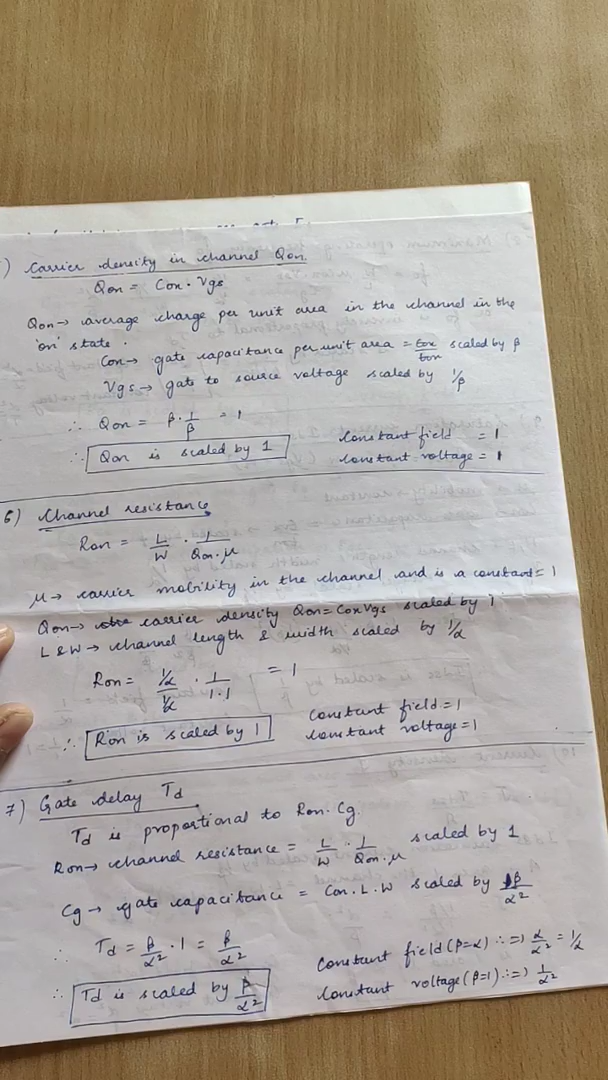 ) Carrier density in channel Qon
Qon = Cox. Vgs
Qon → average charge per unit area in the channel in the
'on' state.
Cox → gate capacitance per unit area = εox/tox scaled by β
Vgs → gate to source voltage scaled by 1/β
∴ Qon = β. 1/β = 1
∴ Qon is scaled by 1
Constant field = 1
Constant voltage = 1
6) Channel resistance
Ron = L/W . 1/Qon.μ
μ → carrier mobility in the channel and is a constant = 1
Qon → carrier density Qon = Cox Vgs scaled by 1
L & W → channel length & width scaled by 1/α
Ron = 1/α / 1/α . 1/1.1 = 1
∴ Ron is scaled by 1
Constant field = 1
constant voltage = 1
7) Gate delay Td
Td is proportional to Ron. Cg.
Ron → channel resistance = L/W . 1/Qon.μ scaled by 1
Cg → gate capacitance = Cox. L. W scaled by β/α²
∴ Td = β/α² . 1 = β/α²
∴ Td is scaled by β/α²
Constant field (β=α) ∴ => α/α² = 1/α
Constant voltage (β=1) ∴ => 1/α²